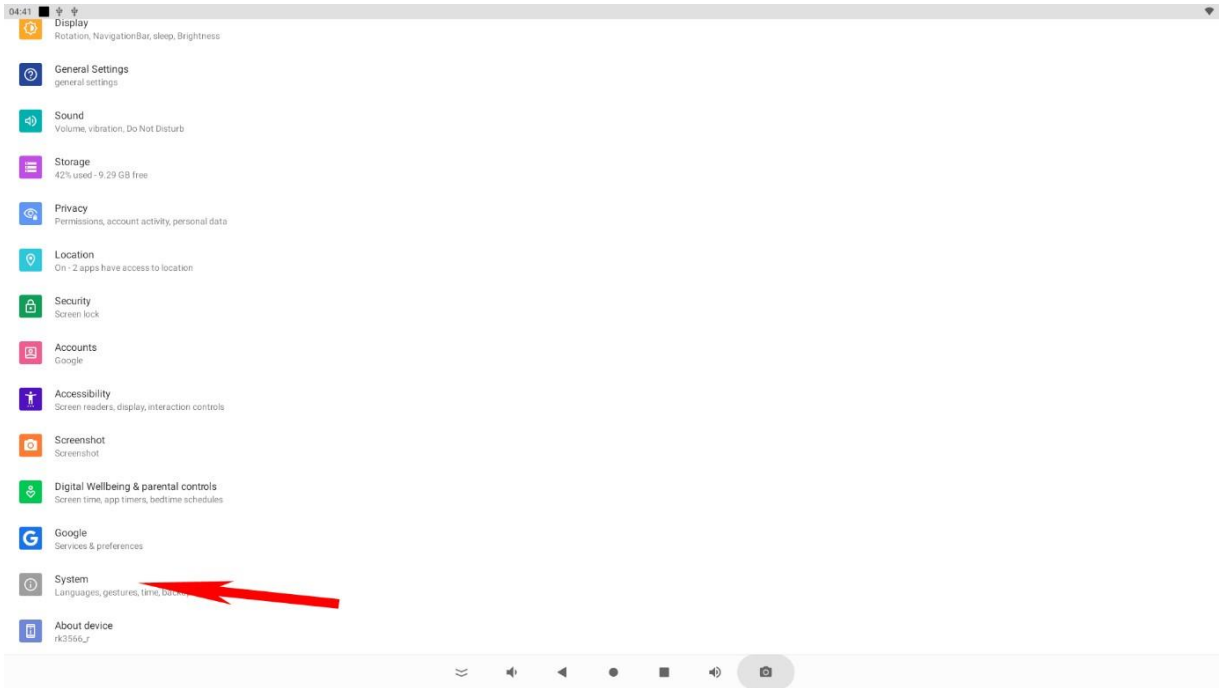 04:41
Display
Rotation, NavigationBar, sleep, Brightness
General Settings
general settings
Sound
Volume, vibration, Do Not Disturb
Storage
42% used - 9.29 GB free
Privacy
Permissions, account activity, personal data
Location
On - 2 apps have access to location
Security
Screen lock
Accounts
Google
Accessibility
Screen readers, display, interaction controls
Screenshot
Screenshot
Digital Wellbeing & parental controls
Screen time, app timers, bedtime schedules
Google
Services & preferences
System
Languages, gestures, time,
About device
rk3566_r